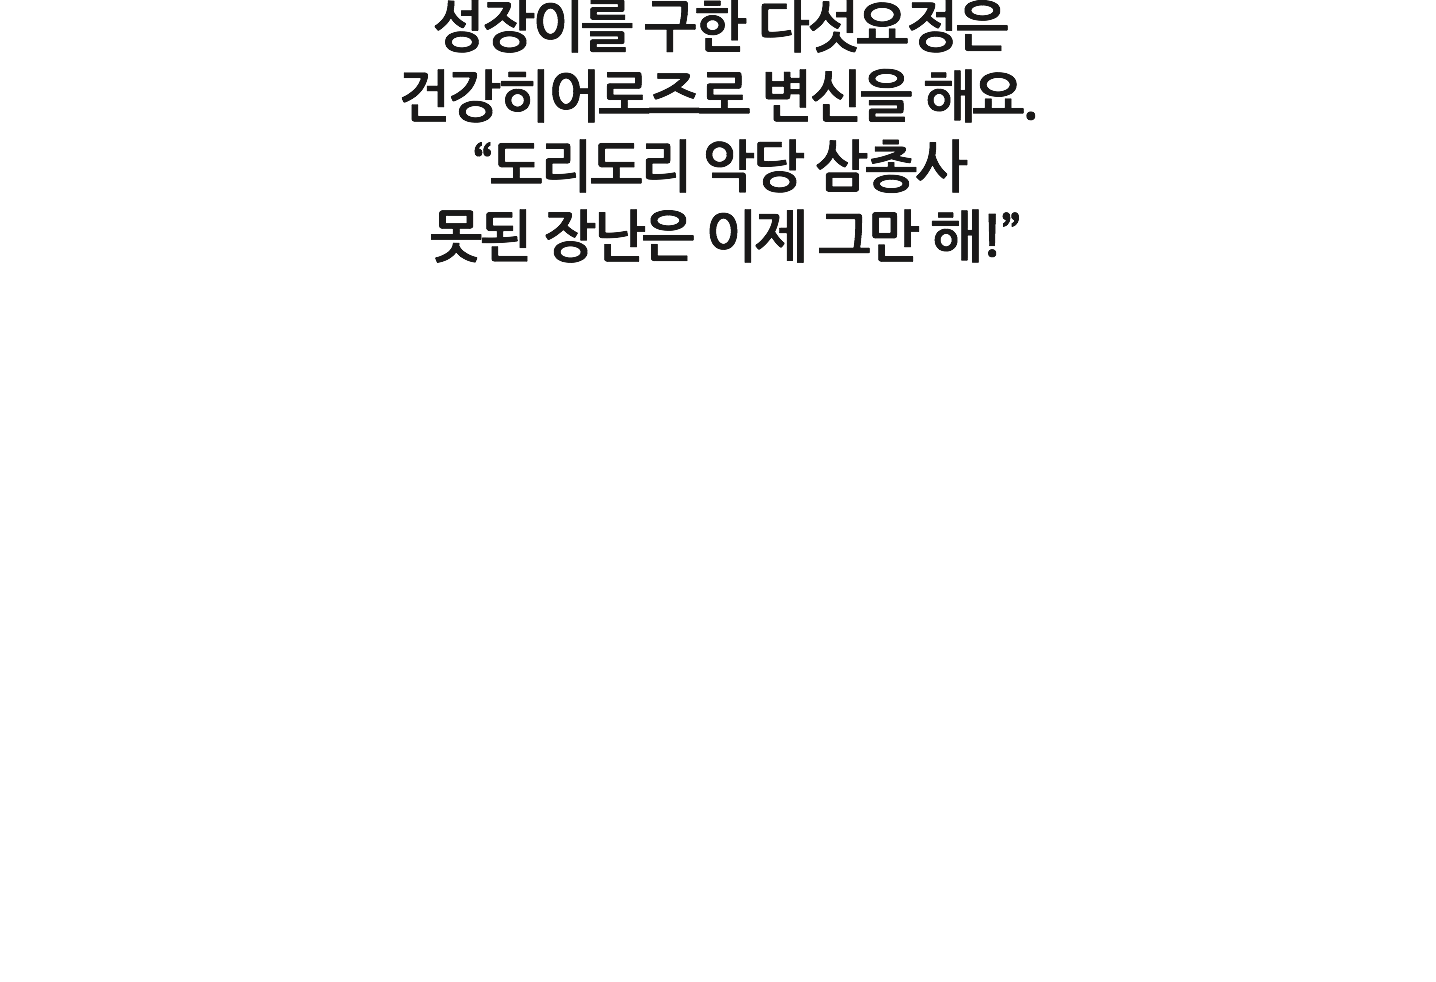 성장이를 구한 다섯요정은
건강히어로즈로 변신을 해요.
“도리도리 악당 삼총사
못된 장난은 이제 그만 해!”